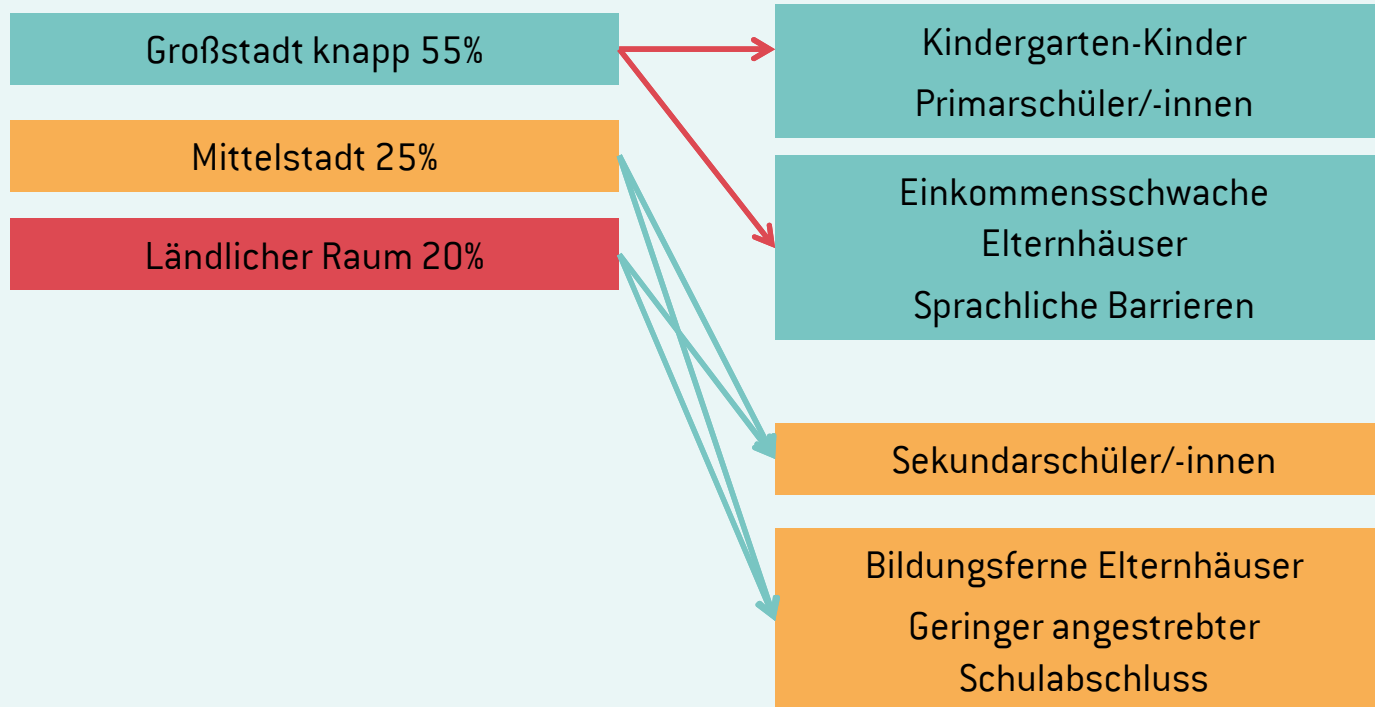 Großstadt knapp 55%
Mittelstadt 25%
Ländlicher Raum 20%
Kindergarten-Kinder
Primarschüler/-innen
Einkommensschwache
Elternhäuser
Sprachliche Barrieren
Sekundarschüler/-innen
Bildungsferne Elternhäuser
Geringer angestrebter
Schulabschluss